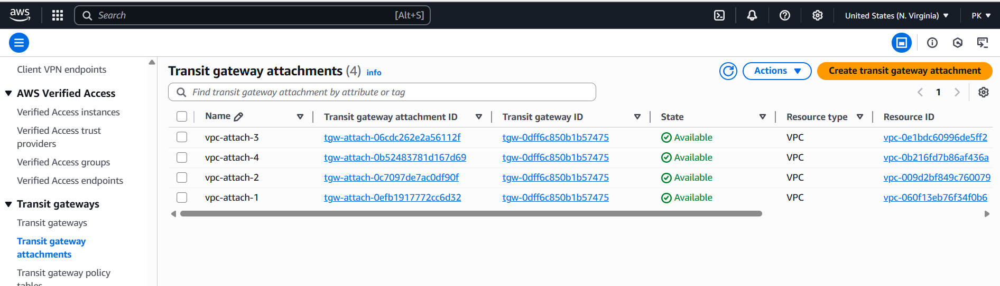 aws
Search [Alt+S]
United States (N. Virginia)
PK
Client VPN endpoints
AWS Verified Access
Verified Access instances
Verified Access trust
providers
Verified Access groups
Verified Access endpoints
Transit gateways
Transit gateways
Transit gateway
attachments
Transit gateway policy
tables
Transit gateway attachments (4) info
Actions
Create transit gateway attachment
Find transit gateway attachment by attribute or tag
1
Name Transit gateway attachment ID Transit gateway ID State Resource type Resource ID
vpc-attach-3 tgw-attach-06cdc262e2a56112f tgw-0dff6c850b1b57475 Available VPC vpc-0e1bdc60996de5ff2
vpc-attach-4 tgw-attach-0b52483781d167d69 tgw-0dff6c850b1b57475 Available VPC vpc-0b216fd7b86af436a
vpc-attach-2 tgw-attach-0c7097de7ac0df90f tgw-0dff6c850b1b57475 Available VPC vpc-009d2bf849c760079
vpc-attach-1 tgw-attach-0efb1917772cc6d32 tgw-0dff6c850b1b57475 Available VPC vpc-060f13eb76f34f0b6